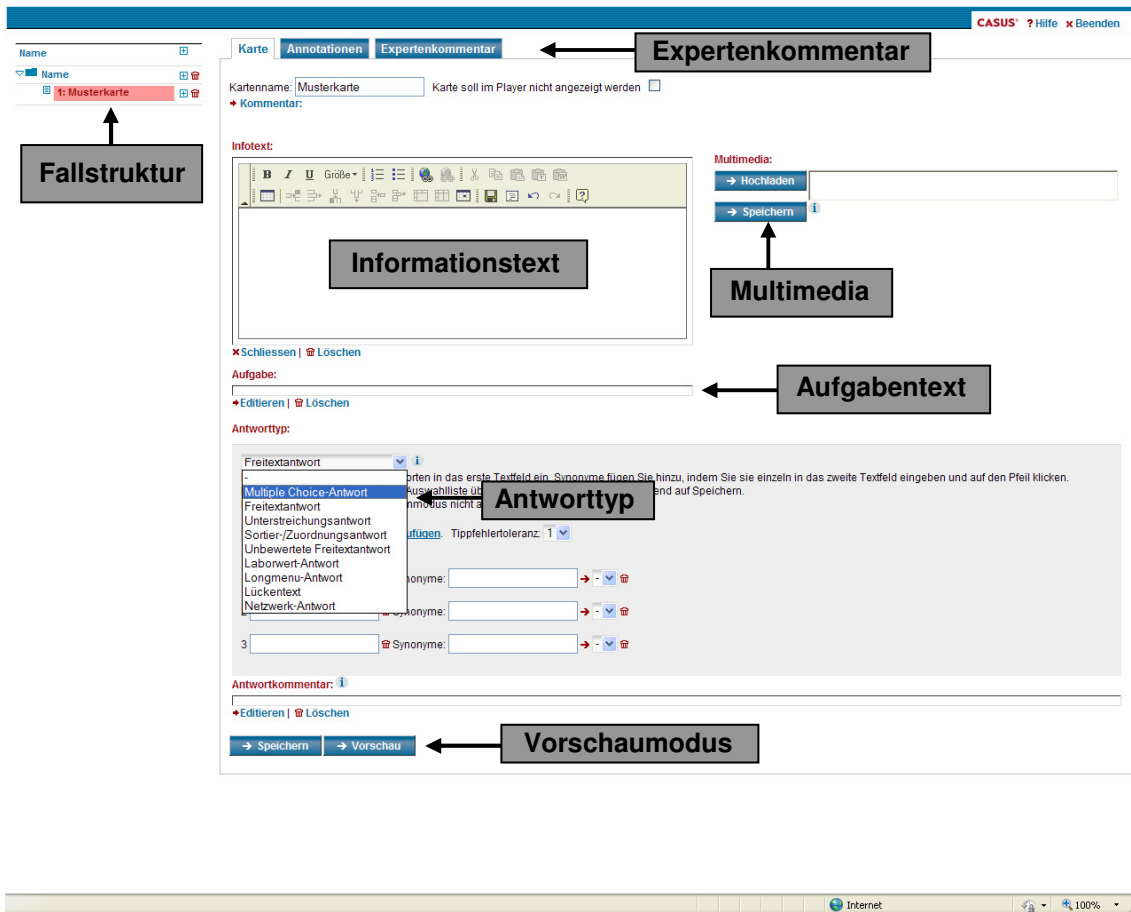 CASUS® ? Hilfe × Beenden
Name
Name
1: Musterkarte
Fallstruktur
Karte Annotationen Expertenkommentar
Expertenkommentar
Kartenname: Musterkarte Karte soll im Player nicht angezeigt werden
Kommentar:
Infotext:
B I U Größe
Informationstext
Schliessen | Löschen
Multimedia:
→ Hochladen
→ Speichern i
Multimedia
Aufgabe:
Aufgabentext
Editieren | Löschen
Antworttyp:
Freitextantwort i
orten in das erste Textfeld ein. Synonyme fügen Sie hinzu, indem Sie sie einzeln in das zweite Textfeld eingeben und auf den Pfeil klicken.
-
Multiple Choice-Antwort Auswahlliste üb end auf Speichern.
Antworttyp
Freitextantwort nmodus nicht a
Unterstreichungsantwort
Sortier-/Zuordnungsantwort ufügen. Tippfehlertoleranz: 1
Unbewertete Freitextantwort
Laborwert-Antwort
Longmenu-Antwort nonyme: → -
Lückentext
Netzwerk-Antwort
Synonyme: → -
3 Synonyme: → -
Antwortkommentar: i
Editieren | Löschen
→ Speichern → Vorschau
Vorschaumodus
Internet 100%